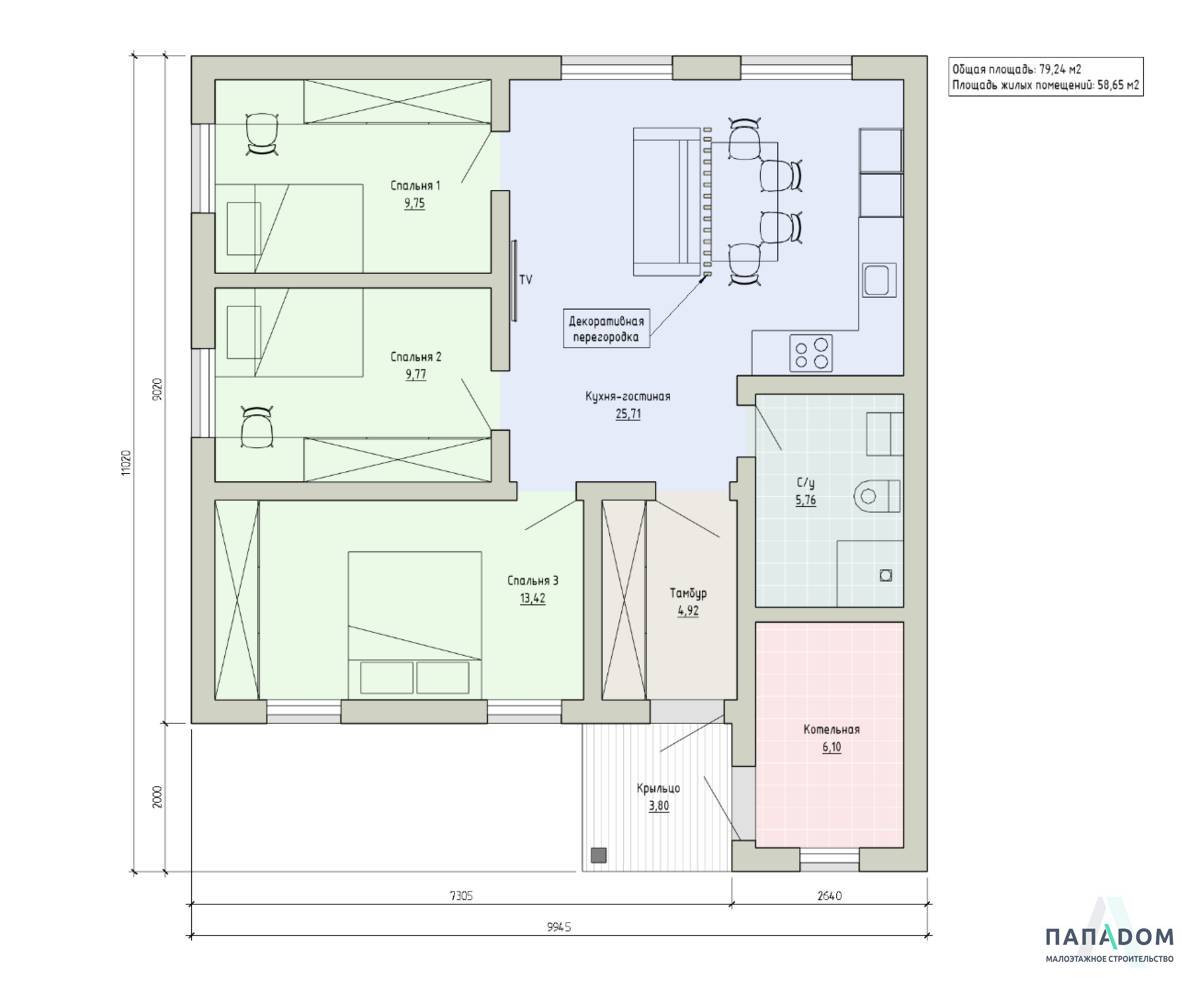 Общая площадь: 79,24 м2
Площадь жилых помещений: 58,65 м2
Спальня 1
9,75
TV
Декоративная
перегородка
Спальня 2
9,77
Кухня-гостиная
25,71
С/у
5,76
Спальня 3
13,42
Тамбур
4,92
Котельная
6,10
Крыльцо
3,80
9020
11020
2000
7305
2640
9945
ПАПАДОМ
МАЛОЭТАЖНОЕ СТРОИТЕЛЬСТВО